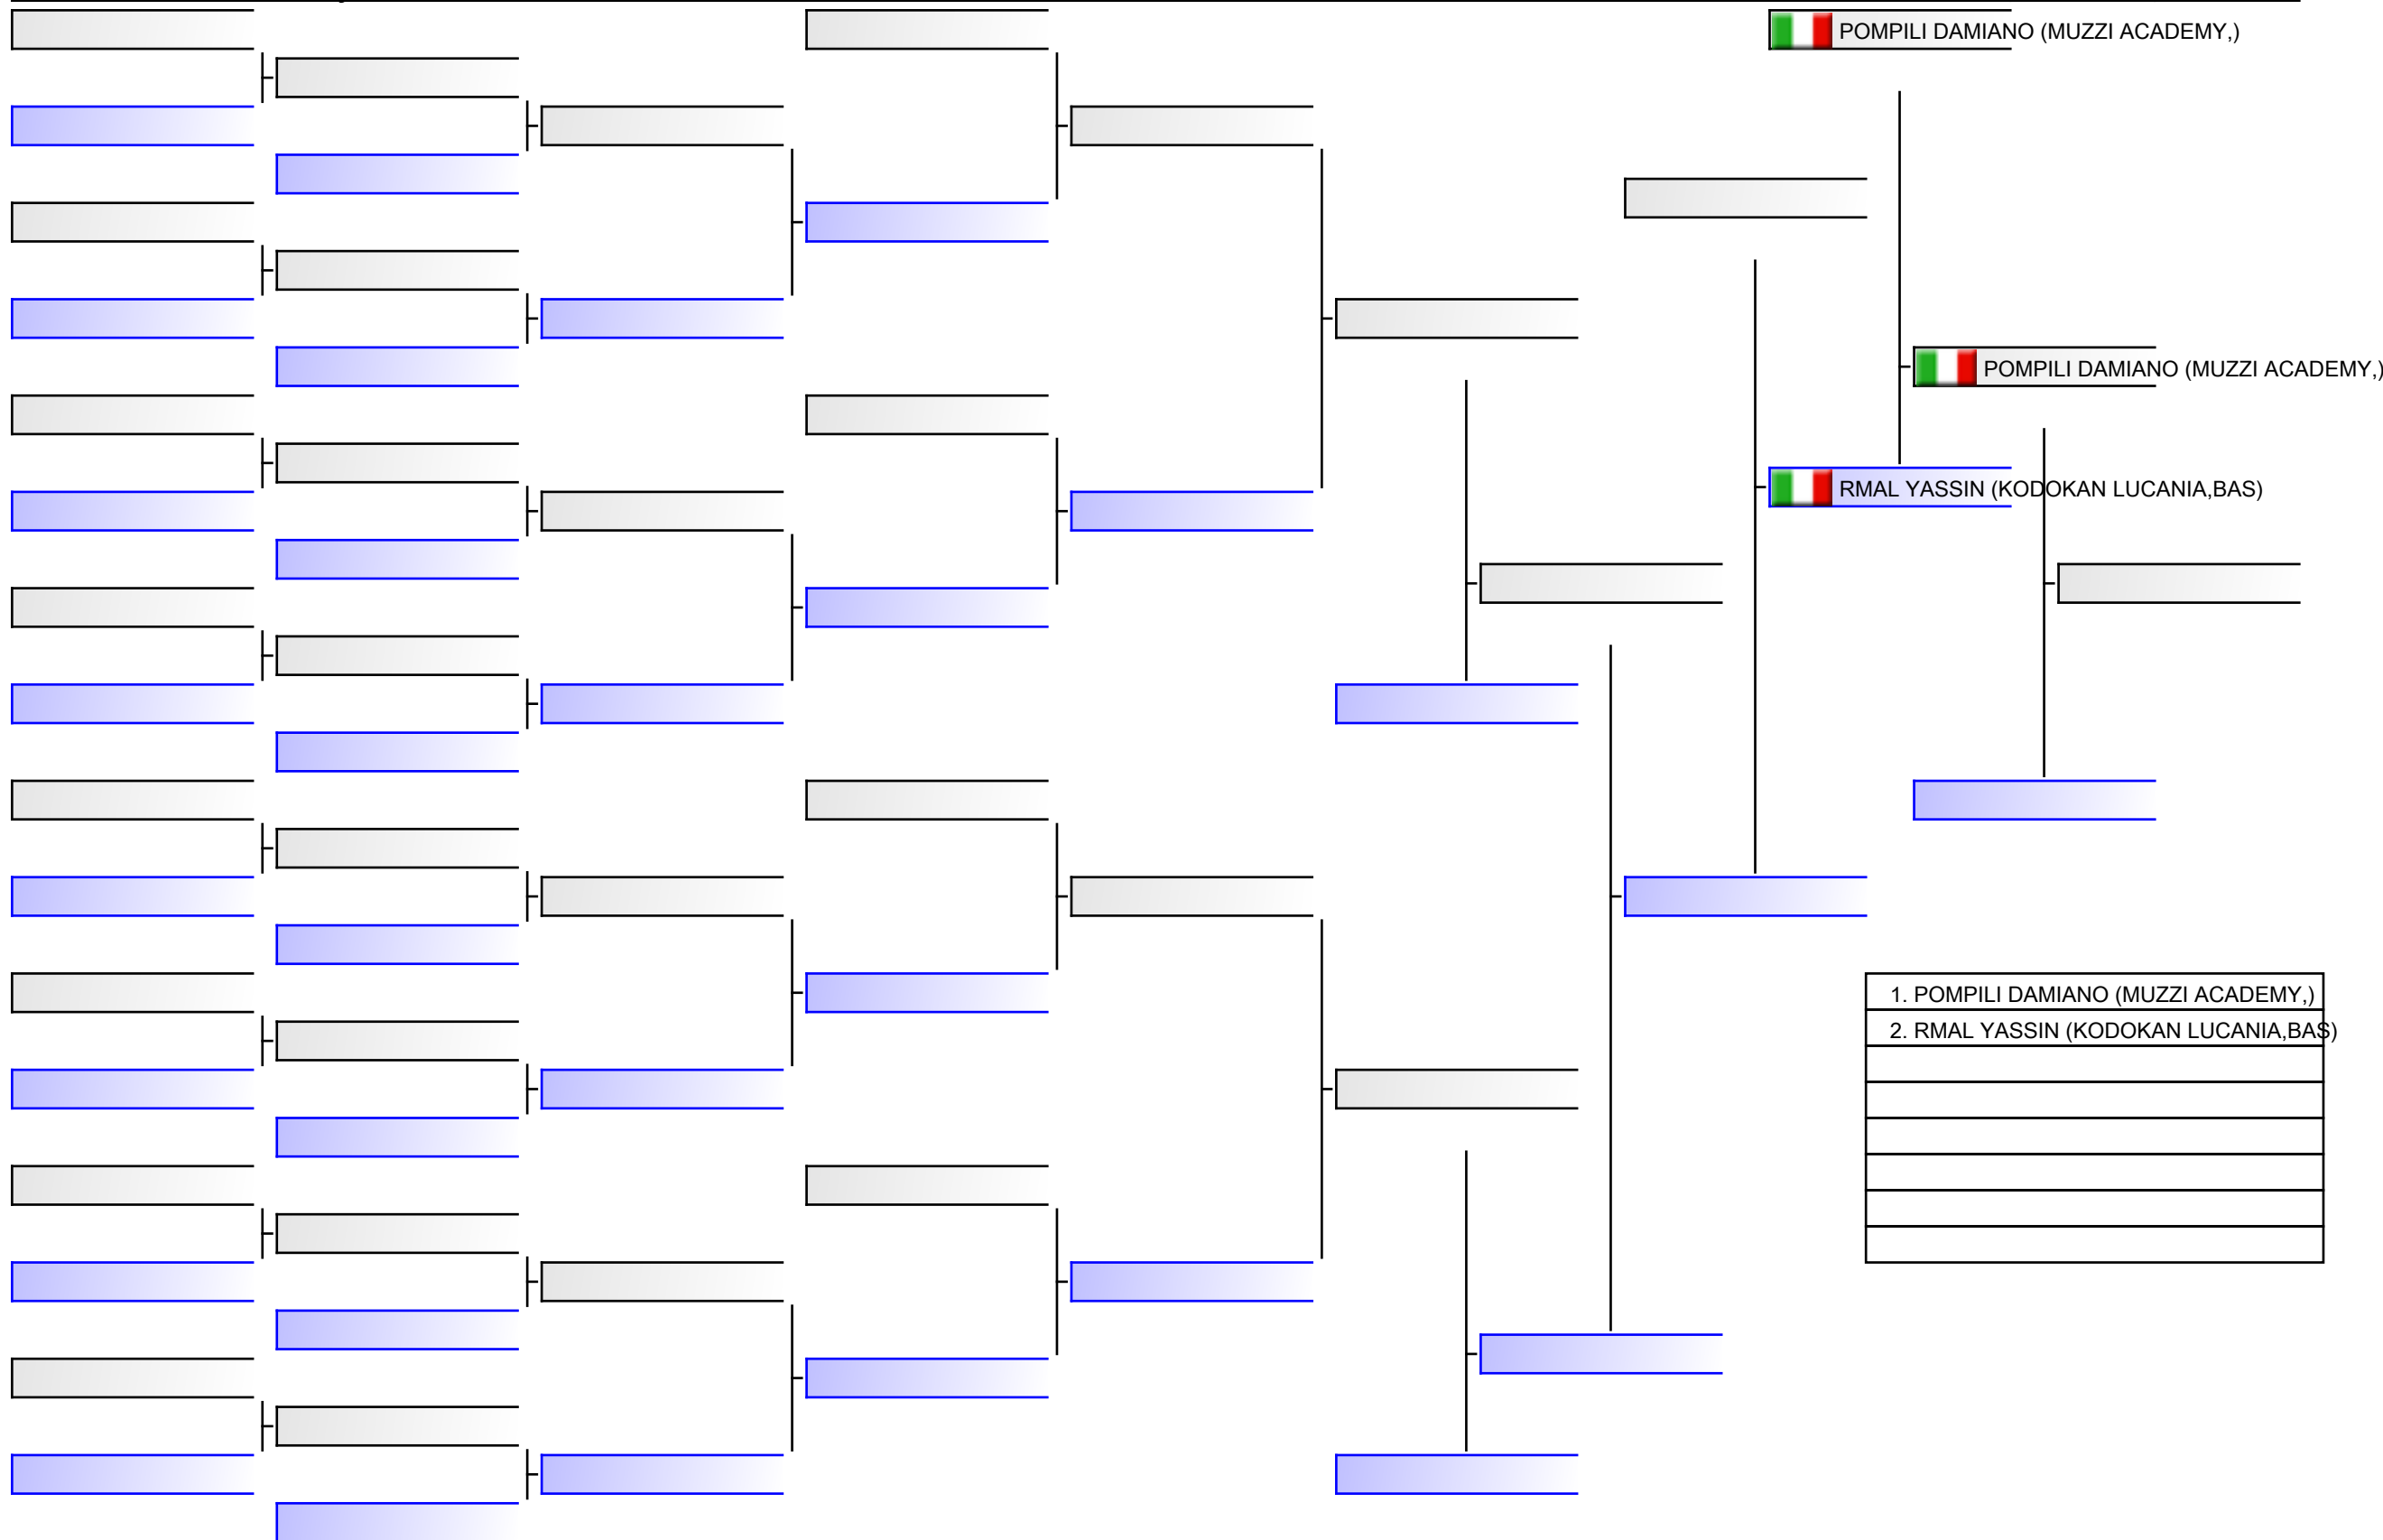 POMPILI DAMIANO (MUZZI ACADEMY,)
POMPILI DAMIANO (MUZZI ACADEMY,)
RMAL YASSIN (KODOKAN LUCANIA,BAS)
1. POMPILI DAMIANO (MUZZI ACADEMY,)
2. RMAL YASSIN (KODOKAN LUCANIA,BAS)